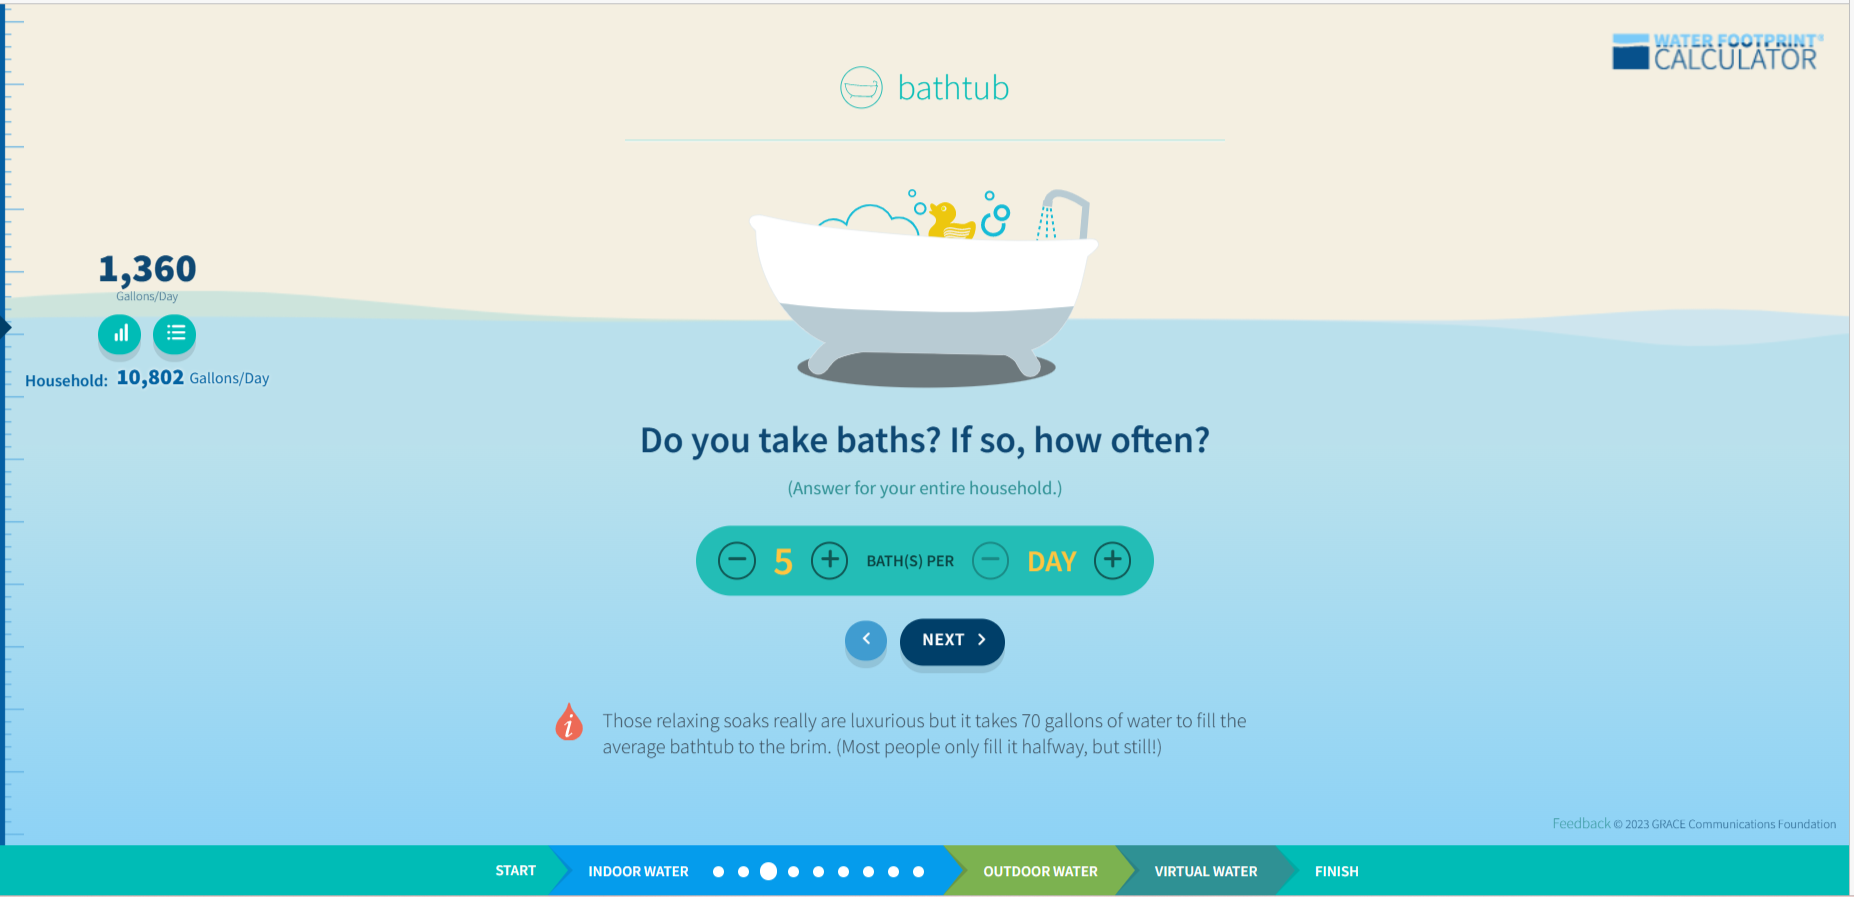 WATER FOOTPRINT®
CALCULATOR
bathtub
1,360
Gallons/Day
Household: 10,802 Gallons/Day
Do you take baths? If so, how often?
(Answer for your entire household.)
5 BATH(S) PER DAY
NEXT
i
Those relaxing soaks really are luxurious but it takes 70 gallons of water to fill the
average bathtub to the brim. (Most people only fill it halfway, but still!)
Feedback © 2023 GRACE Communications Foundation
START INDOOR WATER OUTDOOR WATER VIRTUAL WATER FINISH